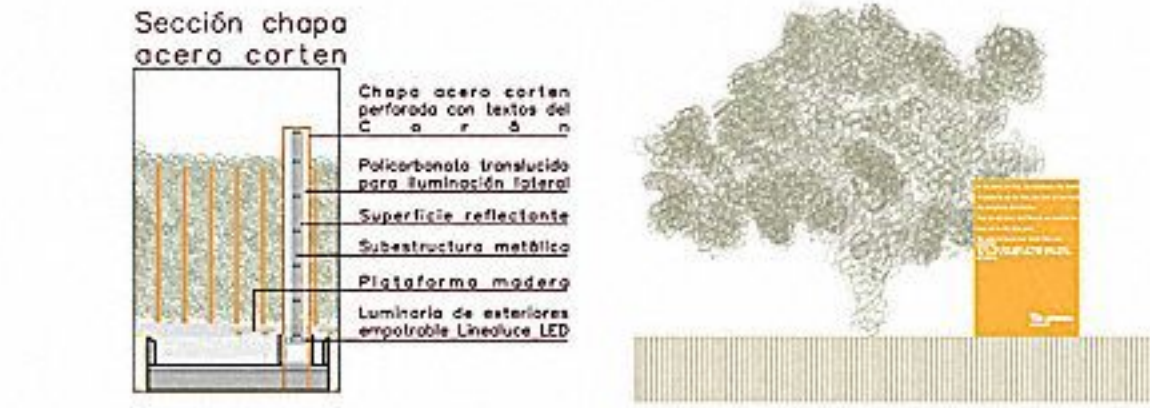 Sección chapa
acero corten
Chapa acero corten
perforada con textos del
C o r á n
Policarbonato translucido
para iluminación lateral
Superficie reflectante
Subestructura metálica
Plataforma madera
Luminaria de exteriores
empotrable Linealuce LED